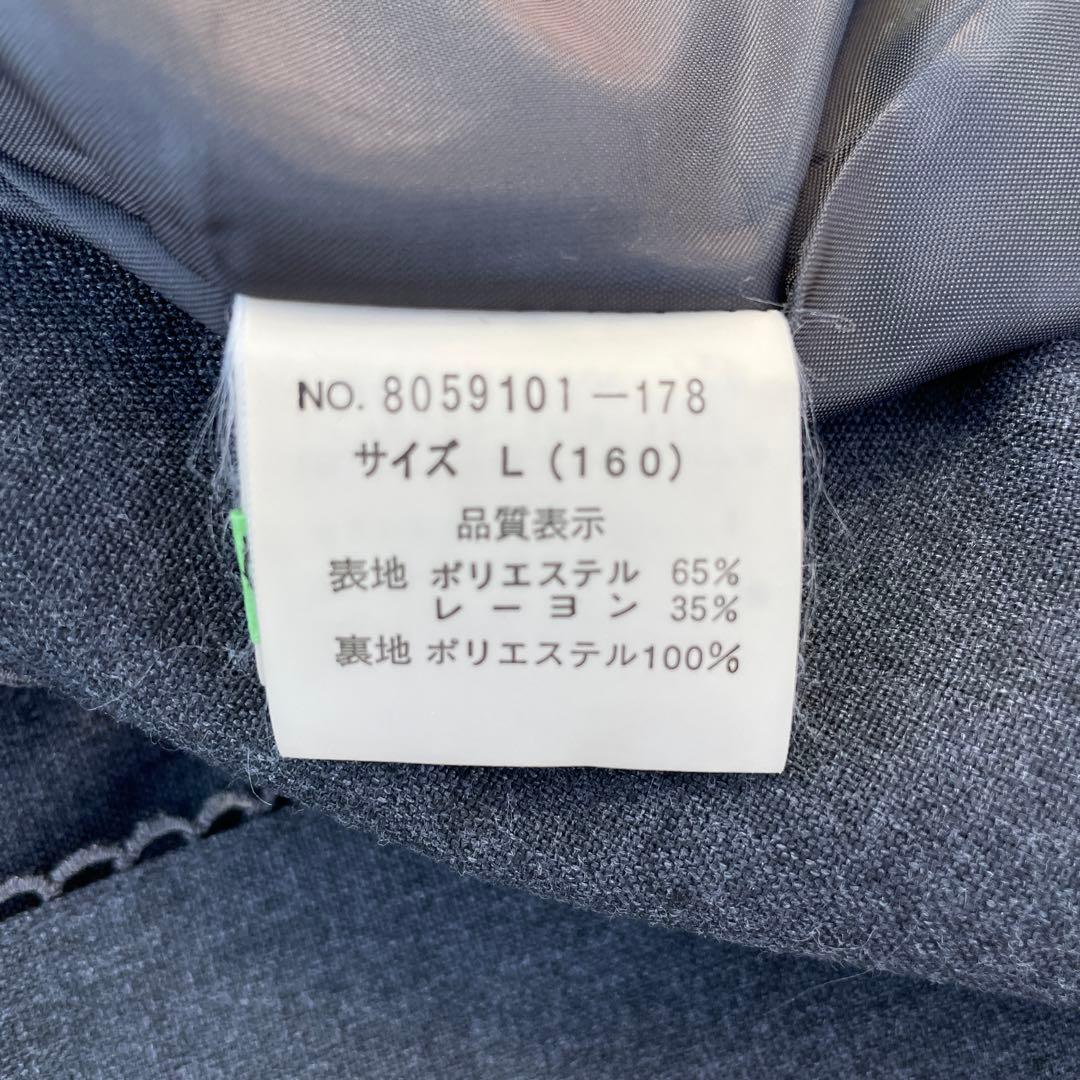 NO. 8059101-178
サイズ L (160)
品質表示
表地 ポリエステル 65%
レーヨン 35%
裏地 ポリエステル100%